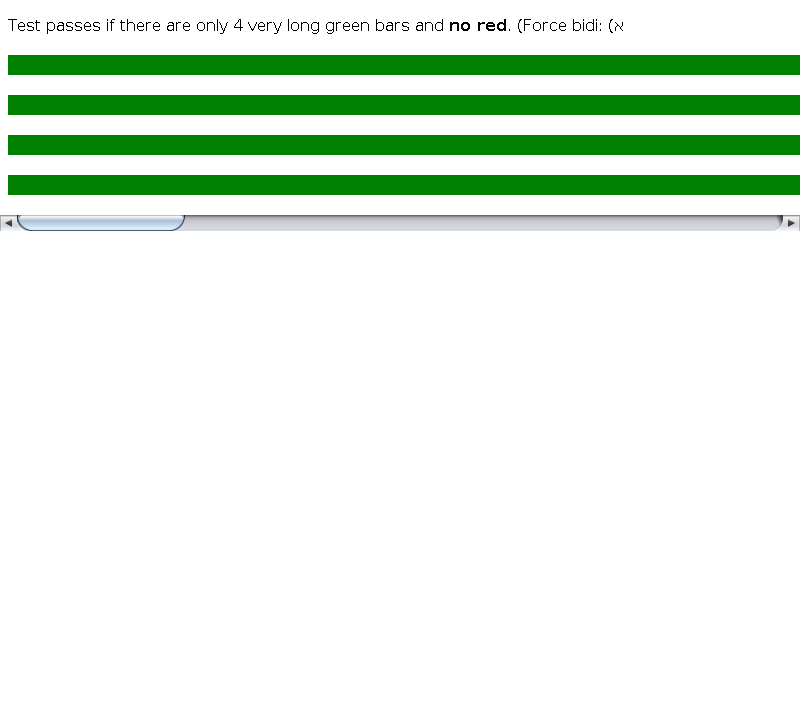 Test passes if there are only 4 very long green bars and no red. (Force bidi: (א